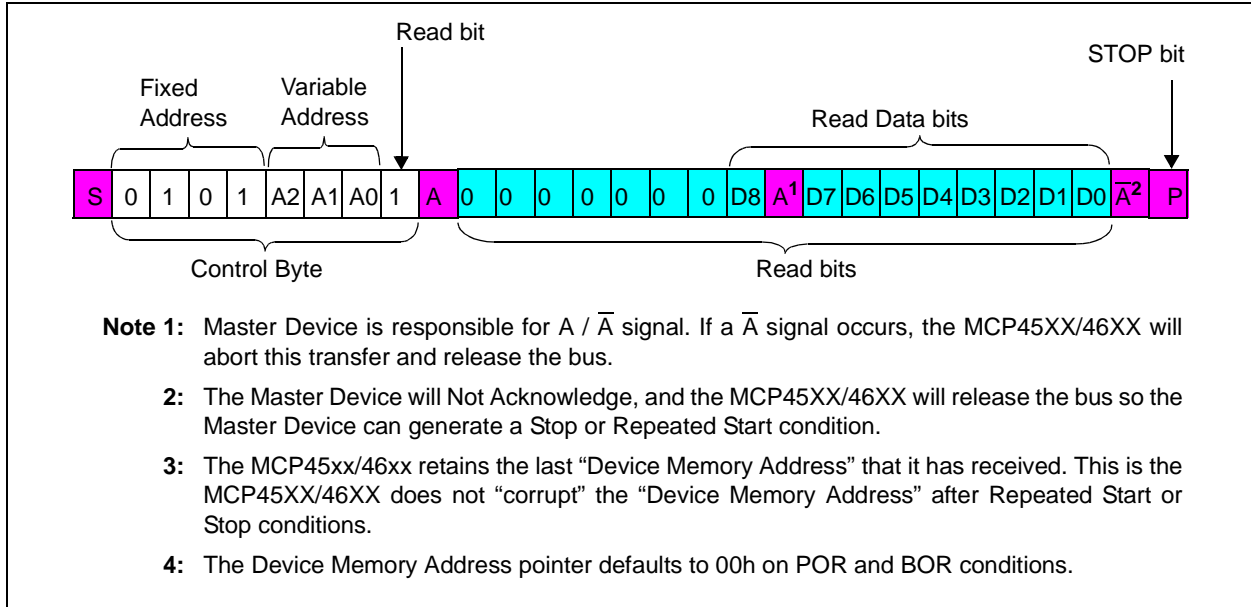 Read bit
STOP bit
Fixed Address
Variable Address
Read Data bits
S 0 1 0 1 A2 A1 A0 1 A 0 0 0 0 0 0 0 D8 A¹ D7 D6 D5 D4 D3 D2 D1 D0 A̅² P
Control Byte
Read bits
Note 1: Master Device is responsible for A / A̅ signal. If a A̅ signal occurs, the MCP45XX/46XX will
abort this transfer and release the bus.
2: The Master Device will Not Acknowledge, and the MCP45XX/46XX will release the bus so the
Master Device can generate a Stop or Repeated Start condition.
3: The MCP45xx/46xx retains the last “Device Memory Address” that it has received. This is the
MCP45XX/46XX does not “corrupt” the “Device Memory Address” after Repeated Start or
Stop conditions.
4: The Device Memory Address pointer defaults to 00h on POR and BOR conditions.